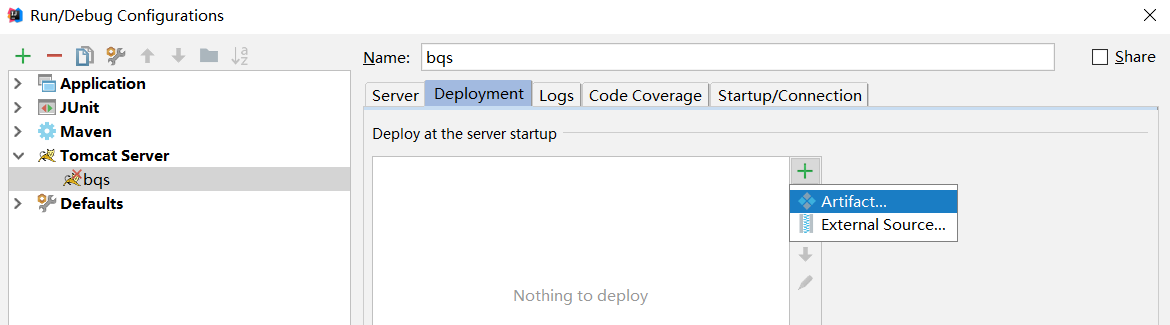 Run/Debug Configurations
Name: bqs
Share
Application
JUnit
Maven
Tomcat Server
bqs
Defaults
Server Deployment Logs Code Coverage Startup/Connection
Deploy at the server startup
Artifact...
External Source...
Nothing to deploy